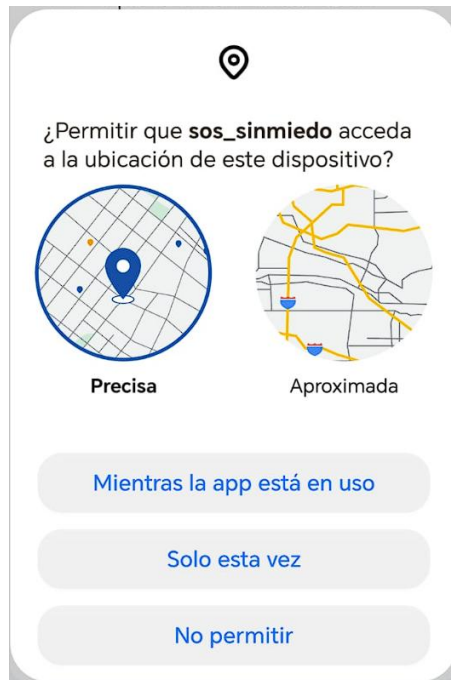 ¿Permitir que sos_sinmiedo acceda
a la ubicación de este dispositivo?
Precisa
Aproximada
Mientras la app está en uso
Solo esta vez
No permitir